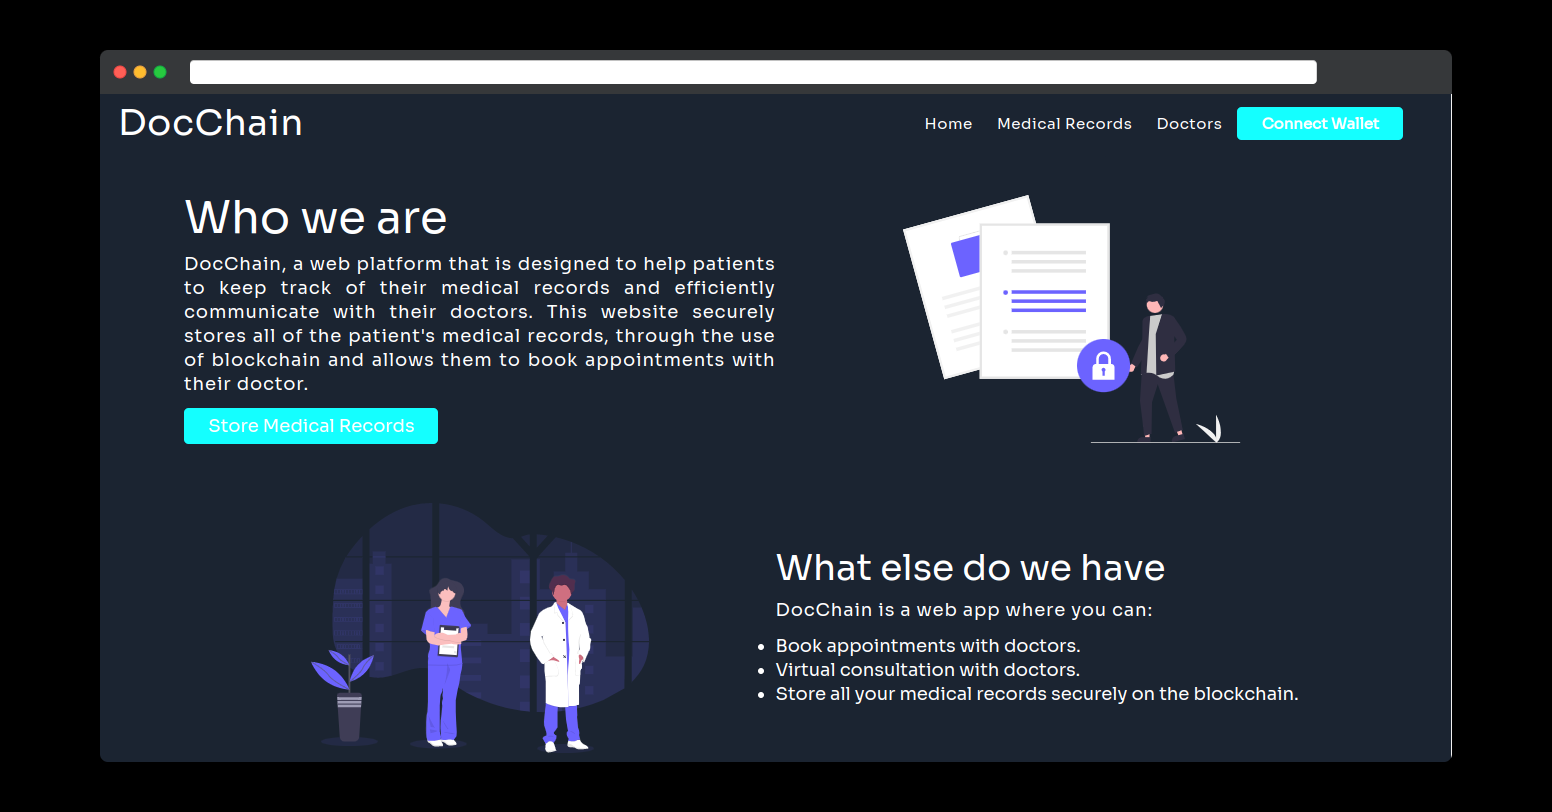 DocChain
Home
Medical Records
Doctors
Connect Wallet
Who we are
DocChain, a web platform that is designed to help patients
to keep track of their medical records and efficiently
communicate with their doctors. This website securely
stores all of the patient's medical records, through the use
of blockchain and allows them to book appointments with
their doctor.
Store Medical Records
What else do we have
DocChain is a web app where you can:
• Book appointments with doctors.
• Virtual consultation with doctors.
• Store all your medical records securely on the blockchain.